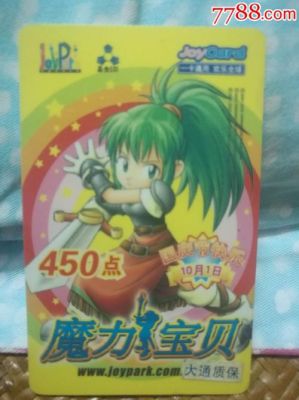 7788.com
JoyPark
JoyCard
一卡通用 欢乐全球
450点
国庆节快乐
10月1日
魔力宝贝
www.joypark.com
大通质保